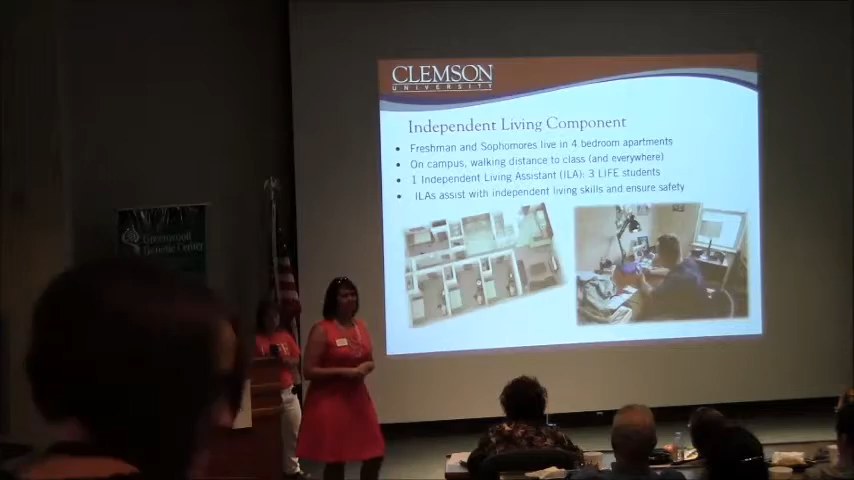 CLEMSON
UNIVERSITY
Independent Living Component
• Freshman and Sophomores live in 4 bedroom apartments
• On campus, walking distance to class (and everywhere)
• 1 Independent Living Assistant (ILA): 3 LIFE students
• ILAs assist with independent living skills and ensure safety
Greenwood
Genetic Center